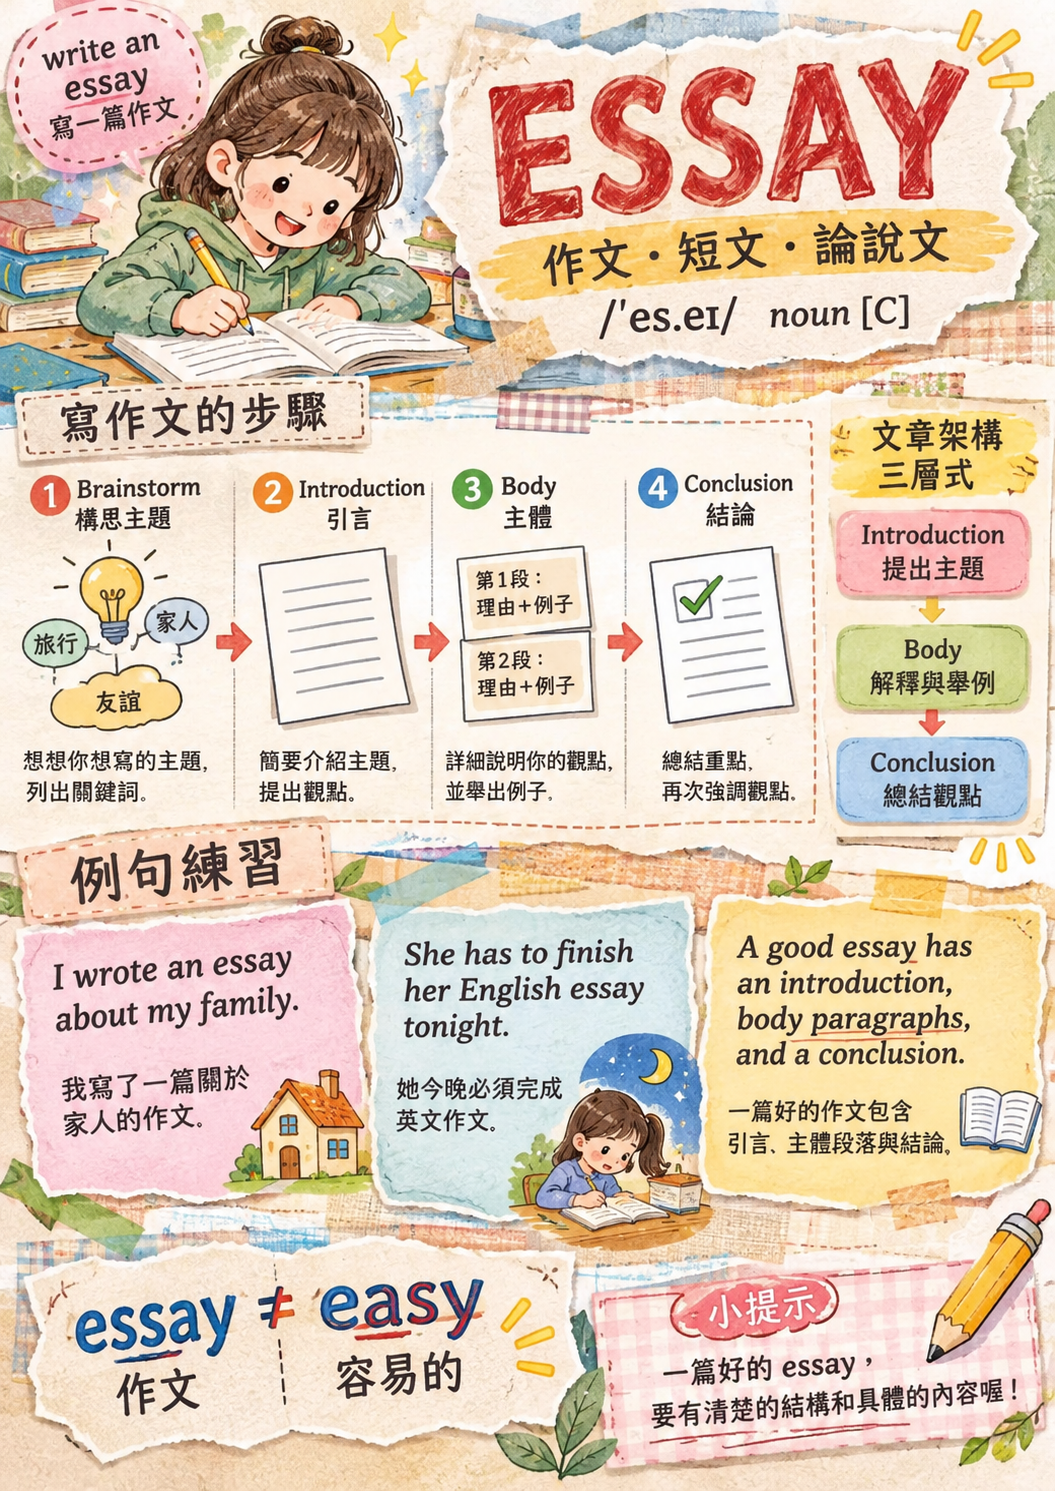 write an
essay
寫一篇作文
ESSAY
作文・短文・論說文
/ˈes.eɪ/ noun [C]
寫作文的步驟
1 Brainstorm
構思主題
旅行
家人
友誼
想想你想寫的主題，
列出關鍵詞。
2 Introduction
引言
簡要介紹主題，
提出觀點。
3 Body
主體
第1段：
理由＋例子
第2段：
理由＋例子
詳細說明你的觀點，
並舉出例子。
4 Conclusion
結論
總結重點，
再次強調觀點。
文章架構
三層式
Introduction
提出主題
Body
解釋與舉例
Conclusion
總結觀點
例句練習
I wrote an essay
about my family.
我寫了一篇關於
家人的作文。
She has to finish
her English essay
tonight.
她今晚必須完成
英文作文。
A good essay has
an introduction,
body paragraphs,
and a conclusion.
一篇好的作文包含
引言、主體段落與結論。
essay ≠ easy
作文 容易的
小提示
一篇好的 essay，
要有清楚的結構和具體的內容喔！